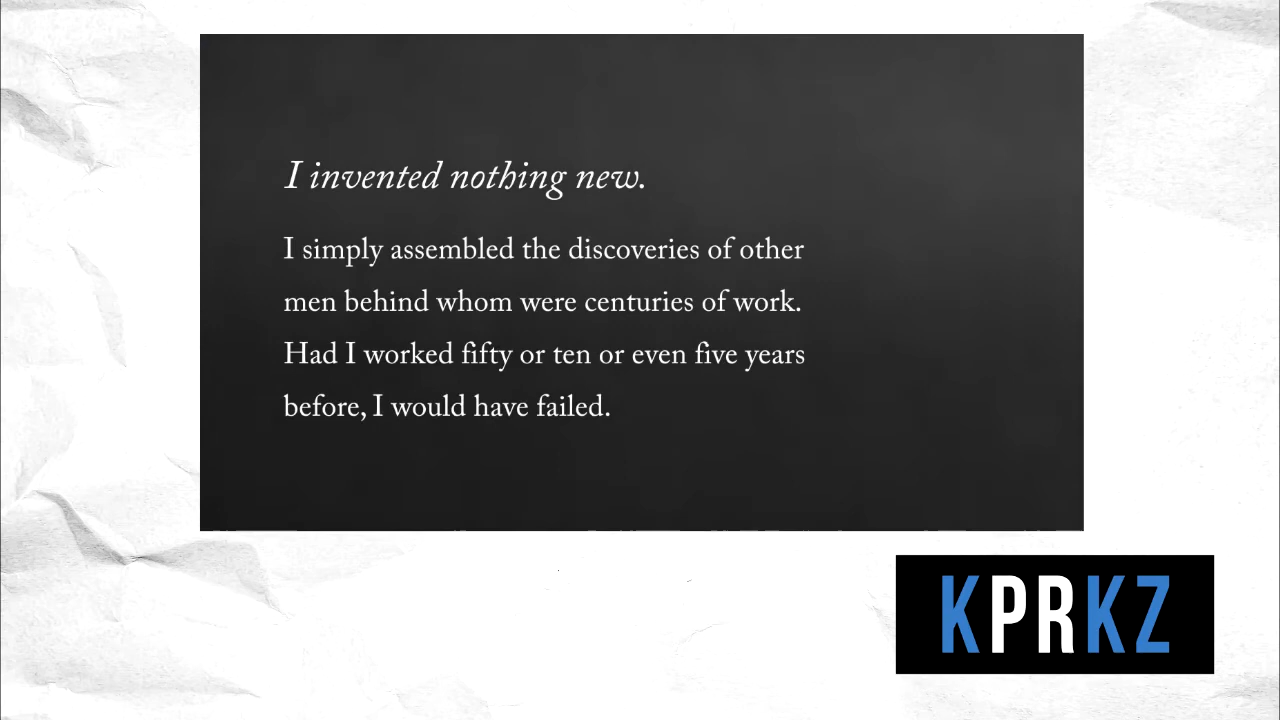 I invented nothing new.
I simply assembled the discoveries of other
men behind whom were centuries of work.
Had I worked fifty or ten or even five years
before, I would have failed.
KPRKZ